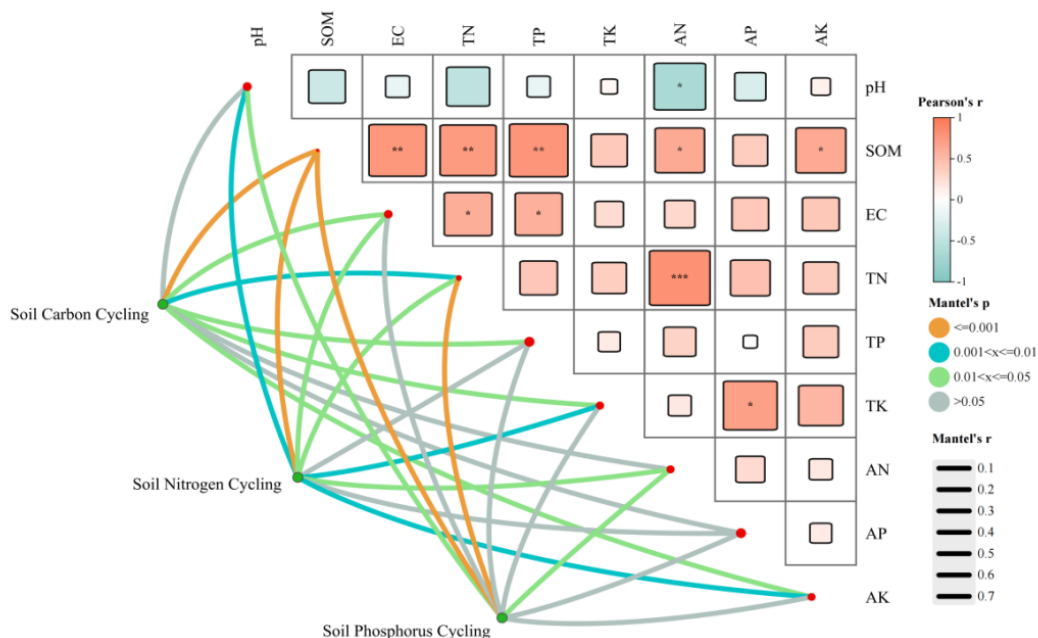 pH SOM EC TN TP TK AN AP AK
pH
*
Pearson's r
1
0.5
0
-0.5
-1
SOM
** ** ** * *
EC
* *
TN
***
Mantel's p
<=0.001
0.001<x<=0.01
0.01<x<=0.05
>0.05
Soil Carbon Cycling
TP
TK
*
Mantel's r
0.1
0.2
0.3
0.4
0.5
0.6
0.7
AN
Soil Nitrogen Cycling
AP
AK
Soil Phosphorus Cycling